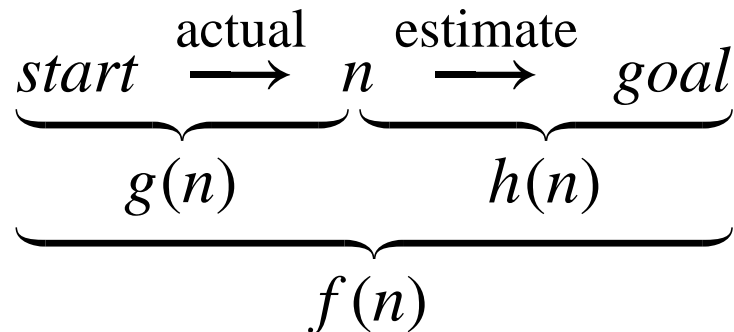 actual estimate
start ⟶ n ⟶ goal
g(n) h(n)
f(n)